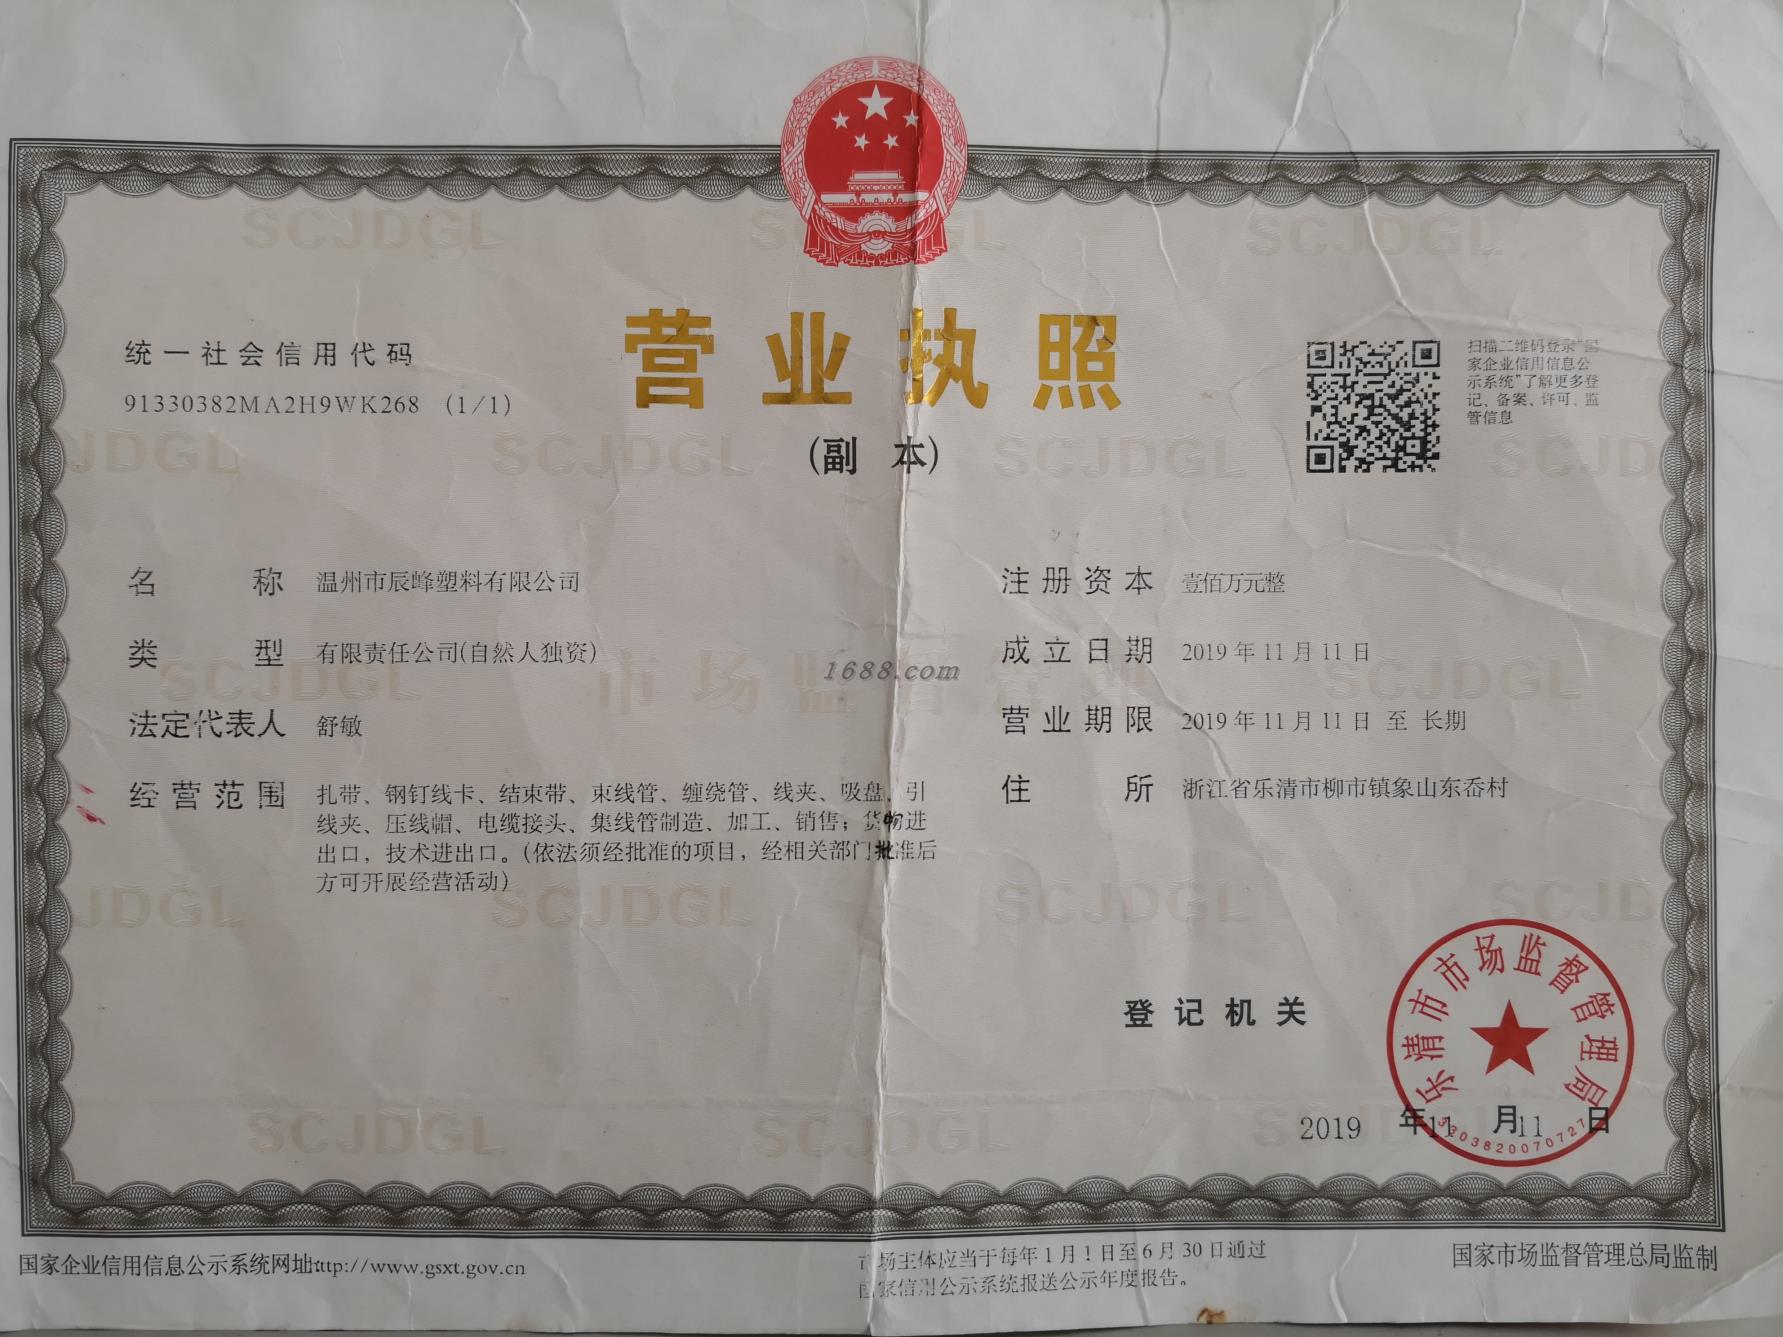 营业执照
(副 本)
统一社会信用代码
91330382MA2H9WK268 (1/1)
扫描二维码登录"国
家企业信用信息公
示系统"了解更多登
记、备案、许可、监
管信息
名 称 温州市辰峰塑料有限公司
类 型 有限责任公司(自然人独资)
法定代表人 舒敏
经营范围 扎带、钢钉线卡、结束带、束线管、缠绕管、线夹、吸盘、引
线夹、压线帽、电缆接头、集线管制造、加工、销售；货物进
出口，技术进出口。(依法须经批准的项目，经相关部门批准后
方可开展经营活动)
注册资本 壹佰万元整
成立日期 2019年11月11日
营业期限 2019年11月11日 至 长期
住 所 浙江省乐清市柳市镇象山东岙村
1688.com
市场监督管理
SCJDGL
登记机关
乐清市市场监督管理局
3303820070727
2019 年11 月11 日
国家企业信用信息公示系统网址:ttp://www.gsxt.gov.cn
市场主体应当于每年1月1日至6月30日通过
国家信用公示系统报送公示年度报告。
国家市场监督管理总局监制